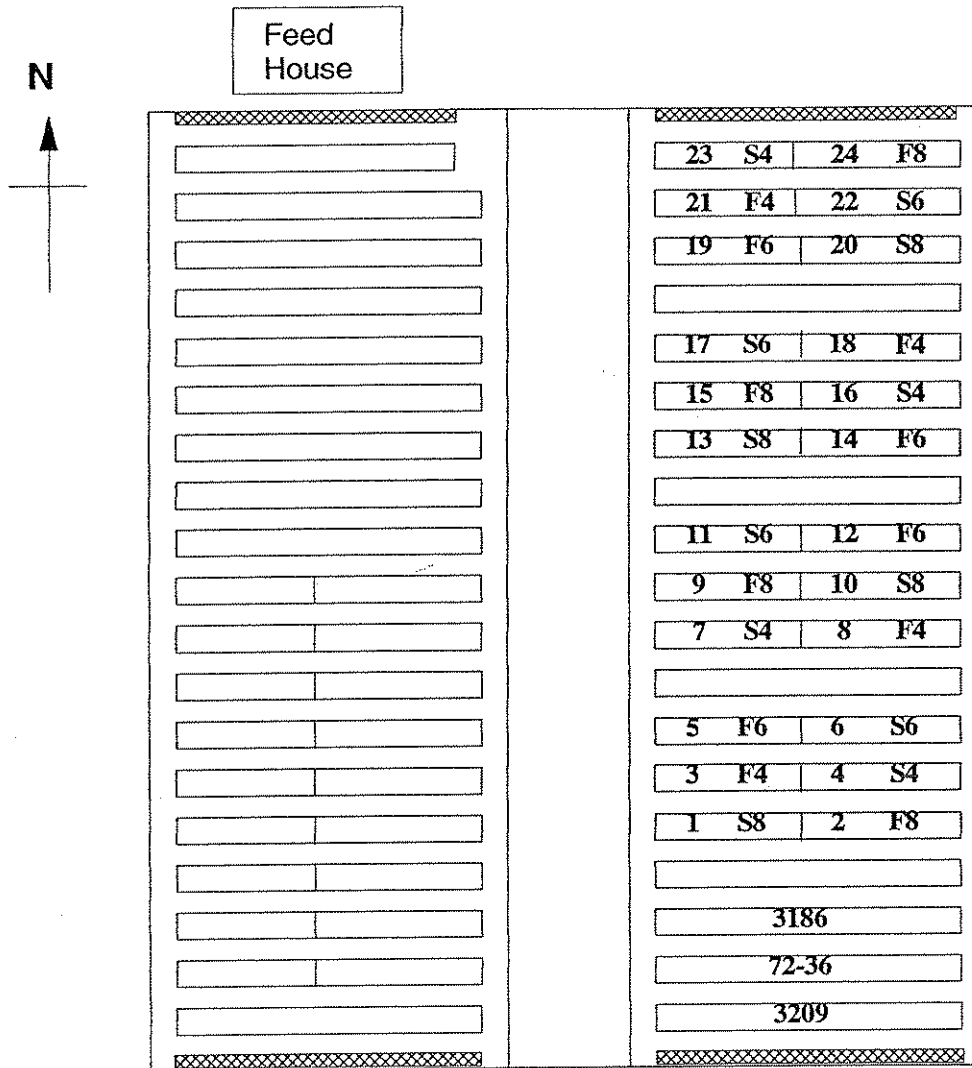 Feed
House
N
23 S4 24 F8
21 F4 22 S6
19 F6 20 S8
17 S6 18 F4
15 F8 16 S4
13 S8 14 F6
11 S6 12 F6
9 F8 10 S8
7 S4 8 F4
5 F6 6 S6
3 F4 4 S4
1 S8 2 F8
3186
72-36
3209